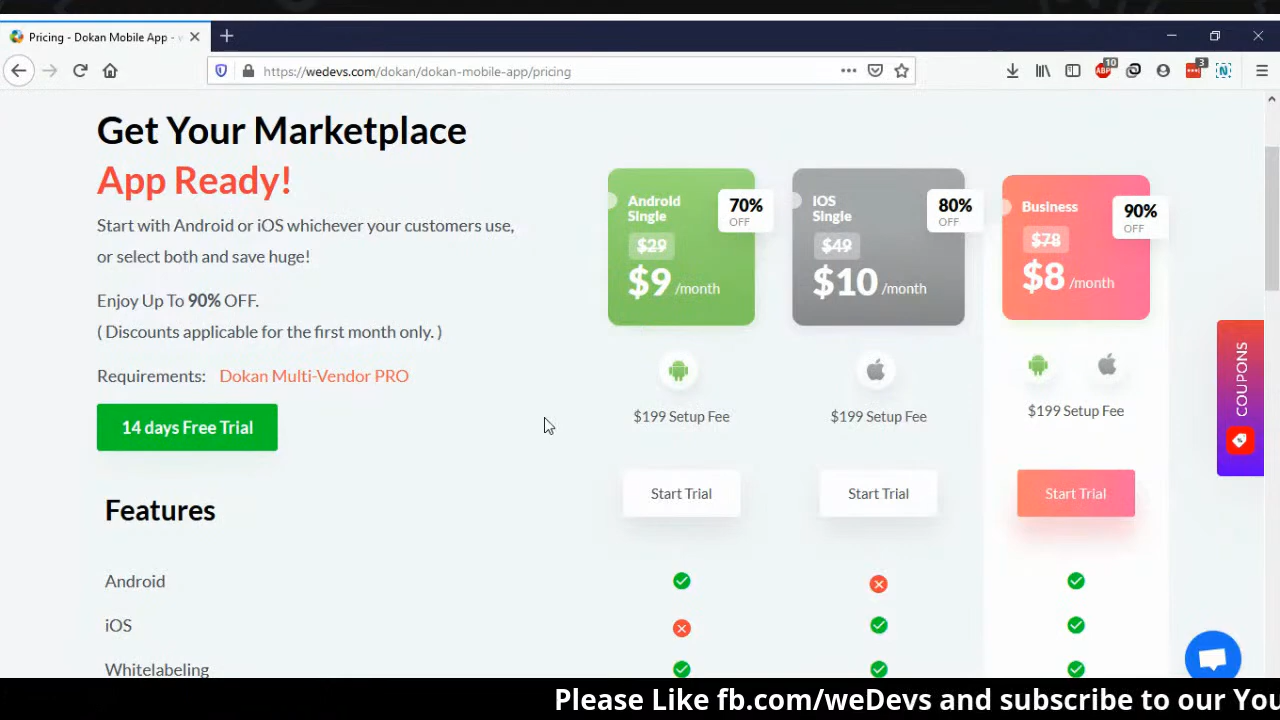 Pricing - Dokan Mobile App -
https://wedevs.com/dokan/dokan-mobile-app/pricing
ABP
10
3
N
Get Your Marketplace
App Ready!
Start with Android or iOS whichever your customers use,
or select both and save huge!
Enjoy Up To 90% OFF.
( Discounts applicable for the first month only. )
Requirements: Dokan Multi-Vendor PRO
14 days Free Trial
Android
Single
70%
OFF
$29
$9 /month
$199 Setup Fee
Start Trial
IOS
Single
80%
OFF
$49
$10 /month
$199 Setup Fee
Start Trial
Business
90%
OFF
$78
$8 /month
$199 Setup Fee
Start Trial
COUPONS
Features
Android
iOS
Whitelabeling
Please Like fb.com/weDevs and subscribe to our You